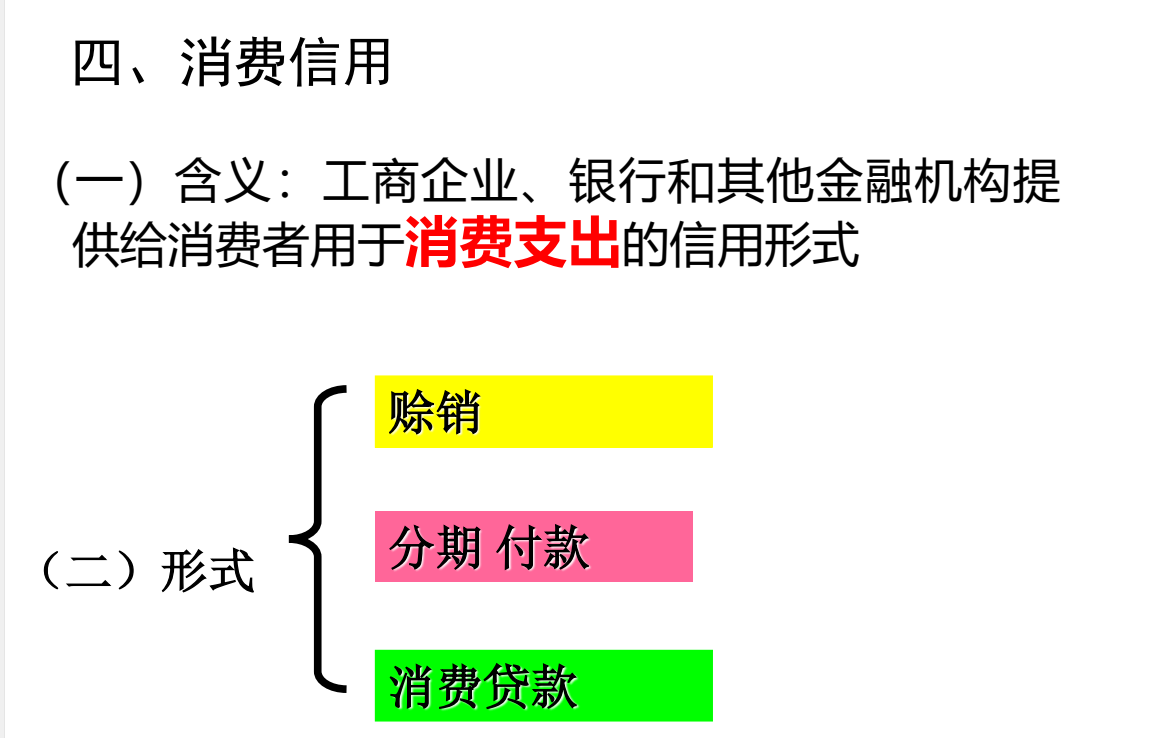 四、消费信用
（一）含义：工商企业、银行和其他金融机构提
供给消费者用于消费支出的信用形式
赊销
分期 付款
（二）形式
消费贷款